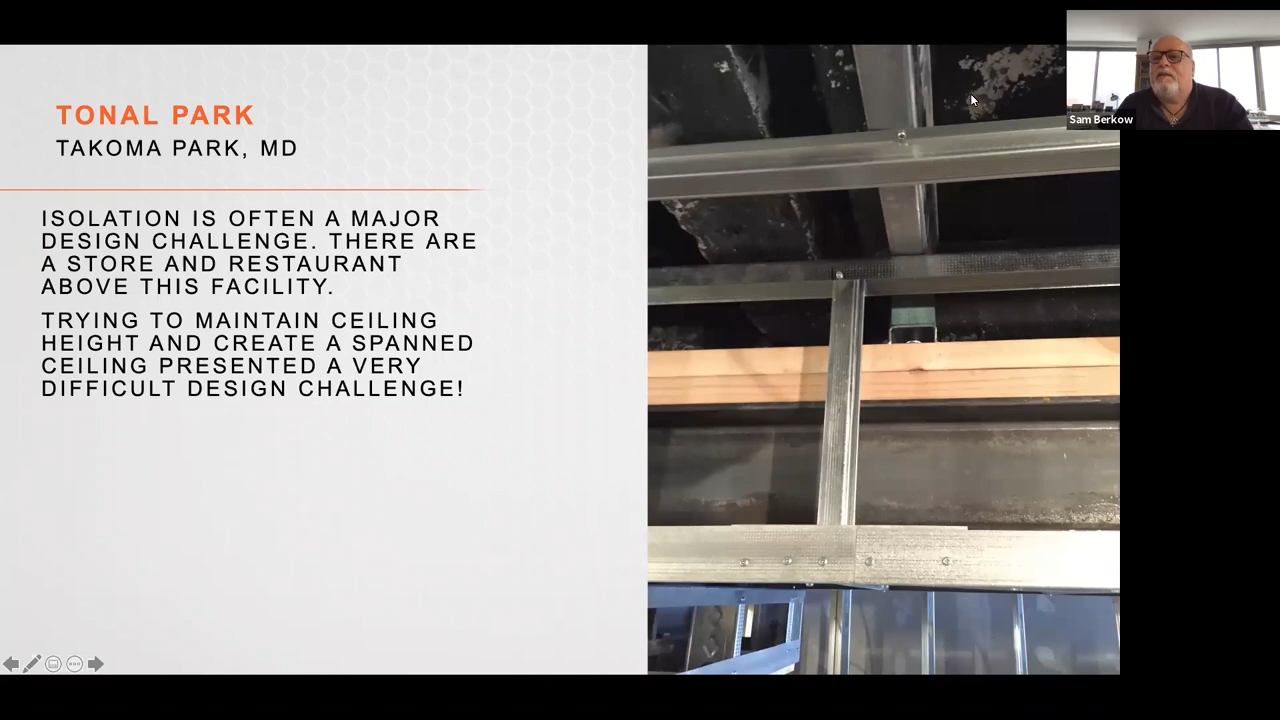 TONAL PARK
TAKOMA PARK, MD
ISOLATION IS OFTEN A MAJOR
DESIGN CHALLENGE. THERE ARE
A STORE AND RESTAURANT
ABOVE THIS FACILITY.
TRYING TO MAINTAIN CEILING
HEIGHT AND CREATE A SPANNED
CEILING PRESENTED A VERY
DIFFICULT DESIGN CHALLENGE!
Sam Berkow